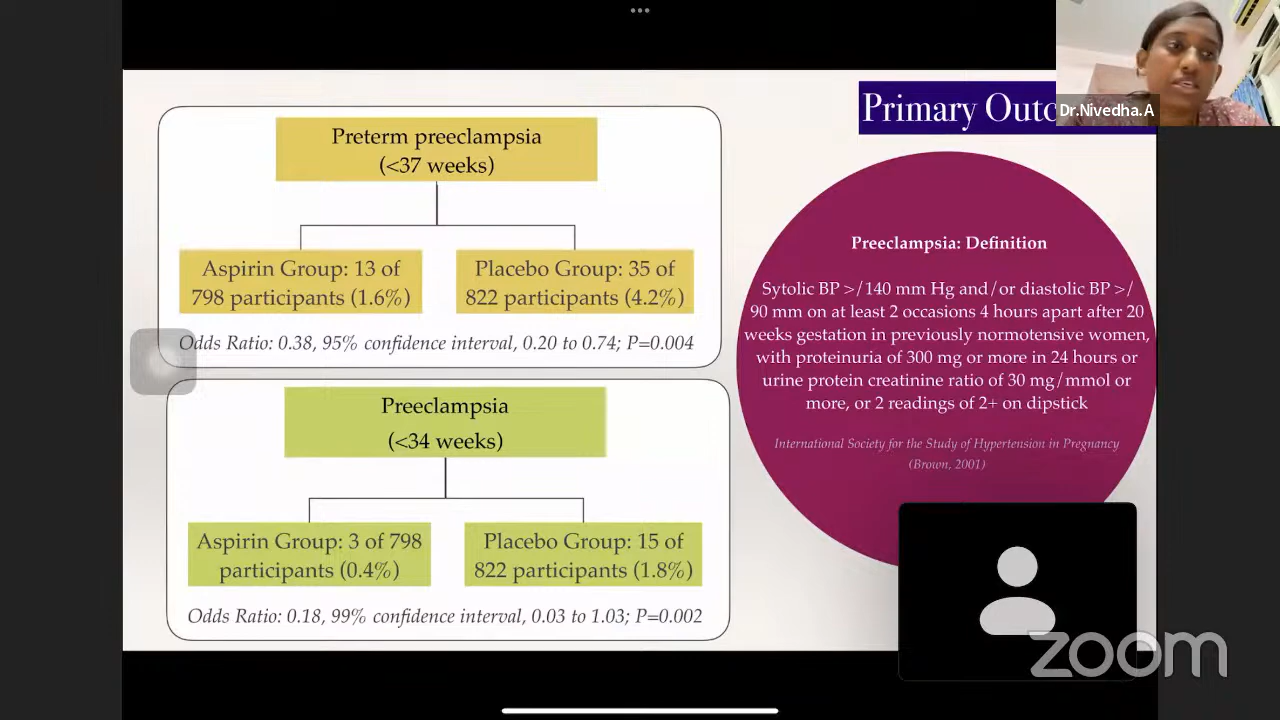 Primary Outc
Dr.Nivedha.A
Preterm preeclampsia
(<37 weeks)
Aspirin Group: 13 of
798 participants (1.6%)
Placebo Group: 35 of
822 participants (4.2%)
Odds Ratio: 0.38, 95% confidence interval, 0.20 to 0.74; P=0.004
Preeclampsia
(<34 weeks)
Aspirin Group: 3 of 798
participants (0.4%)
Placebo Group: 15 of
822 participants (1.8%)
Odds Ratio: 0.18, 99% confidence interval, 0.03 to 1.03; P=0.002
Preeclampsia: Definition
Sytolic BP >/140 mm Hg and/or diastolic BP >/
90 mm on at least 2 occasions 4 hours apart after 20
weeks gestation in previously normotensive women,
with proteinuria of 300 mg or more in 24 hours or
urine protein creatinine ratio of 30 mg/mmol or
more, or 2 readings of 2+ on dipstick
International Society for the Study of Hypertension in Pregnancy
(Brown, 2001)
zoom